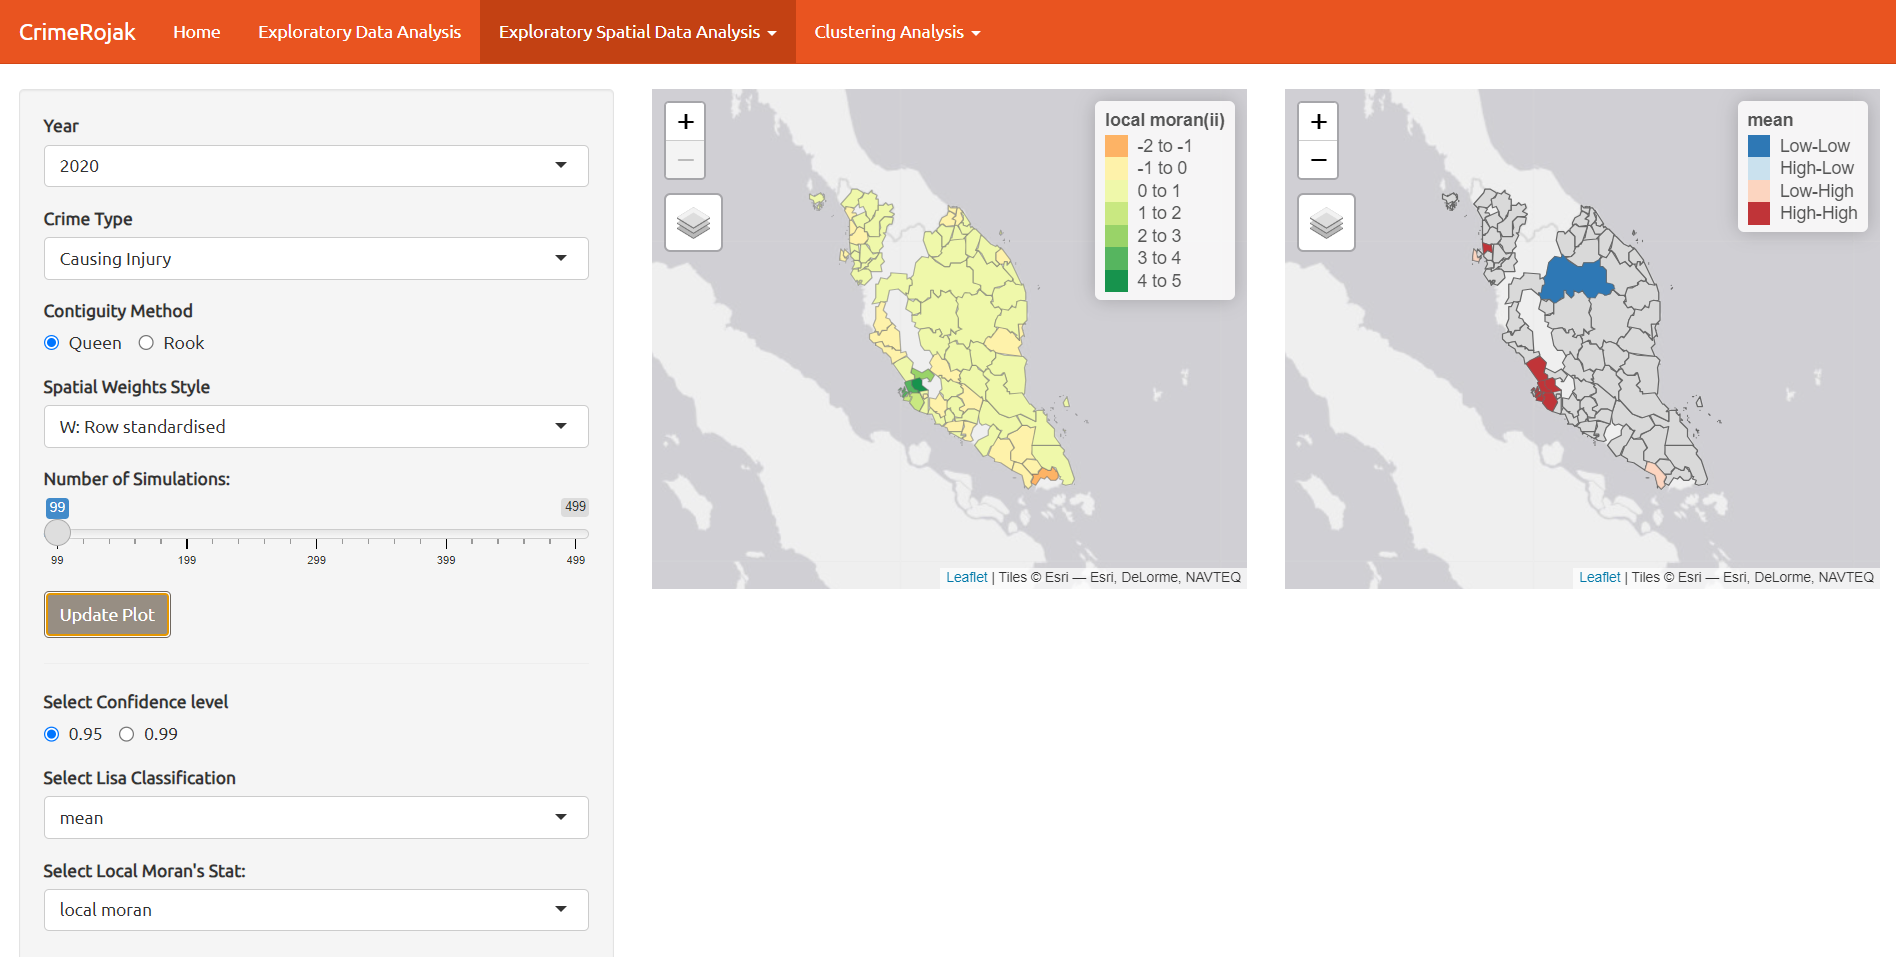 CrimeRojak Home Exploratory Data Analysis Exploratory Spatial Data Analysis Clustering Analysis
Year
2020
Crime Type
Causing Injury
Contiguity Method
Queen Rook
Spatial Weights Style
W: Row standardised
Number of Simulations:
99 499
99 199 299 399 499
Update Plot
Select Confidence level
0.95 0.99
Select Lisa Classification
mean
Select Local Moran's Stat:
local moran
+
−
local moran(ii)
-2 to -1
-1 to 0
0 to 1
1 to 2
2 to 3
3 to 4
4 to 5
Leaflet | Tiles © Esri — Esri, DeLorme, NAVTEQ
+
−
mean
Low-Low
High-Low
Low-High
High-High
Leaflet | Tiles © Esri — Esri, DeLorme, NAVTEQ